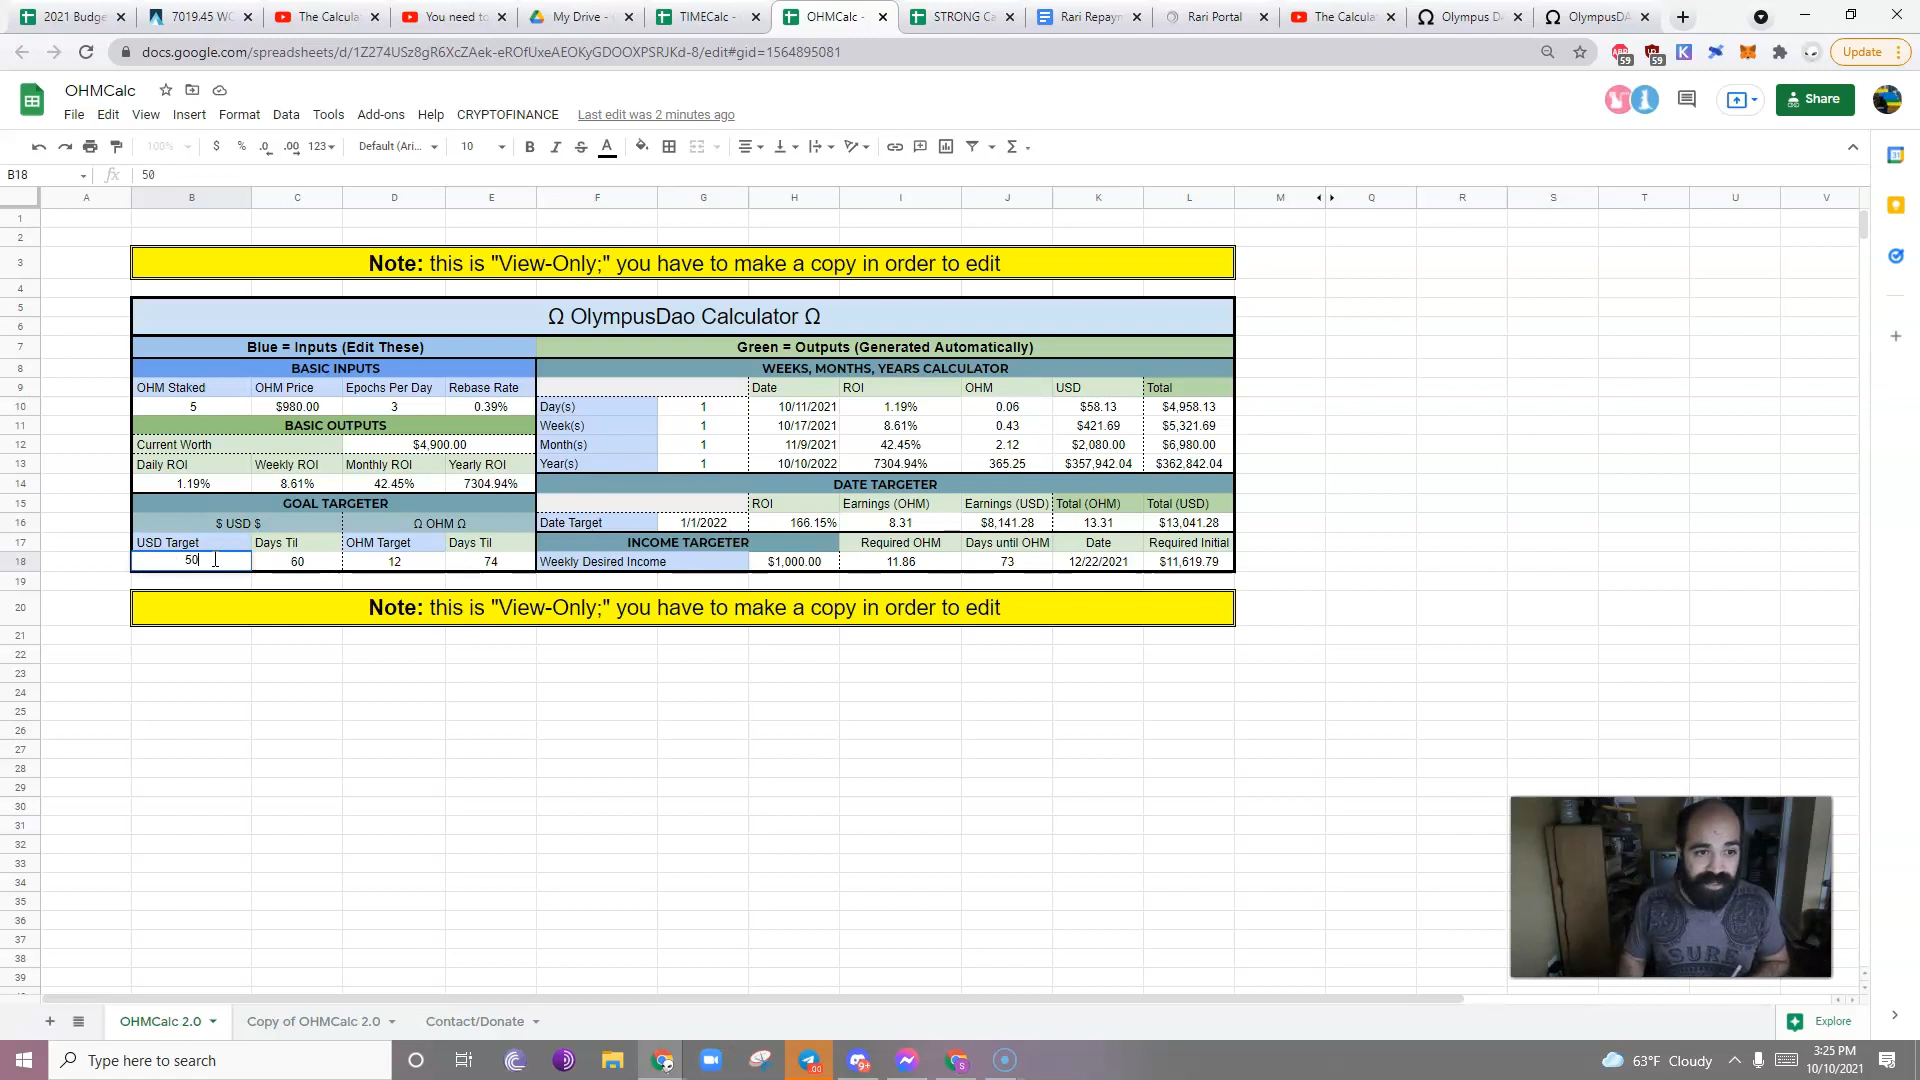 2021 Budge
7019.45 WC
The Calcula
You need to
My Drive -
TIMECalc -
OHMCalc -
STRONG Ca
Rari Repaym
Rari Portal
The Calcula
Olympus D
OlympusDA
docs.google.com/spreadsheets/d/1Z274USz8gR6XcZAek-eROfUxeAEOKyGDOOXPSRJKd-8/edit#gid=1564895081
59
59
Update
OHMCalc
File Edit View Insert Format Data Tools Add-ons Help CRYPTOFINANCE Last edit was 2 minutes ago
Share
100% $ % .0 .00 123 Default (Ari... 10 B I S A
B18 fx 50
A B C D E F G H I J K L M Q R S T U V
Note: this is "View-Only;" you have to make a copy in order to edit
Ω OlympusDao Calculator Ω
Blue = Inputs (Edit These) Green = Outputs (Generated Automatically)
BASIC INPUTS WEEKS, MONTHS, YEARS CALCULATOR
OHM Staked OHM Price Epochs Per Day Rebase Rate Date ROI OHM USD Total
5 $980.00 3 0.39% Day(s) 1 10/11/2021 1.19% 0.06 $58.13 $4,958.13
BASIC OUTPUTS Week(s) 1 10/17/2021 8.61% 0.43 $421.69 $5,321.69
Current Worth $4,900.00 Month(s) 1 11/9/2021 42.45% 2.12 $2,080.00 $6,980.00
Daily ROI Weekly ROI Monthly ROI Yearly ROI Year(s) 1 10/10/2022 7304.94% 365.25 $357,942.04 $362,842.04
1.19% 8.61% 42.45% 7304.94% DATE TARGETER
GOAL TARGETER ROI Earnings (OHM) Earnings (USD) Total (OHM) Total (USD)
$ USD $ Ω OHM Ω Date Target 1/1/2022 166.15% 8.31 $8,141.28 13.31 $13,041.28
USD Target Days Til OHM Target Days Til INCOME TARGETER Required OHM Days until OHM Date Required Initial
50 60 12 74 Weekly Desired Income $1,000.00 11.86 73 12/22/2021 $11,619.79
Note: this is "View-Only;" you have to make a copy in order to edit
1
2
3
4
5
6
7
8
9
10
11
12
13
14
15
16
17
18
19
20
21
22
23
24
25
26
27
28
29
30
31
32
33
34
35
36
37
38
39
SURF
OHMCalc 2.0 Copy of OHMCalc 2.0 Contact/Donate Explore
Type here to search
63°F Cloudy
3:25 PM
10/10/2021